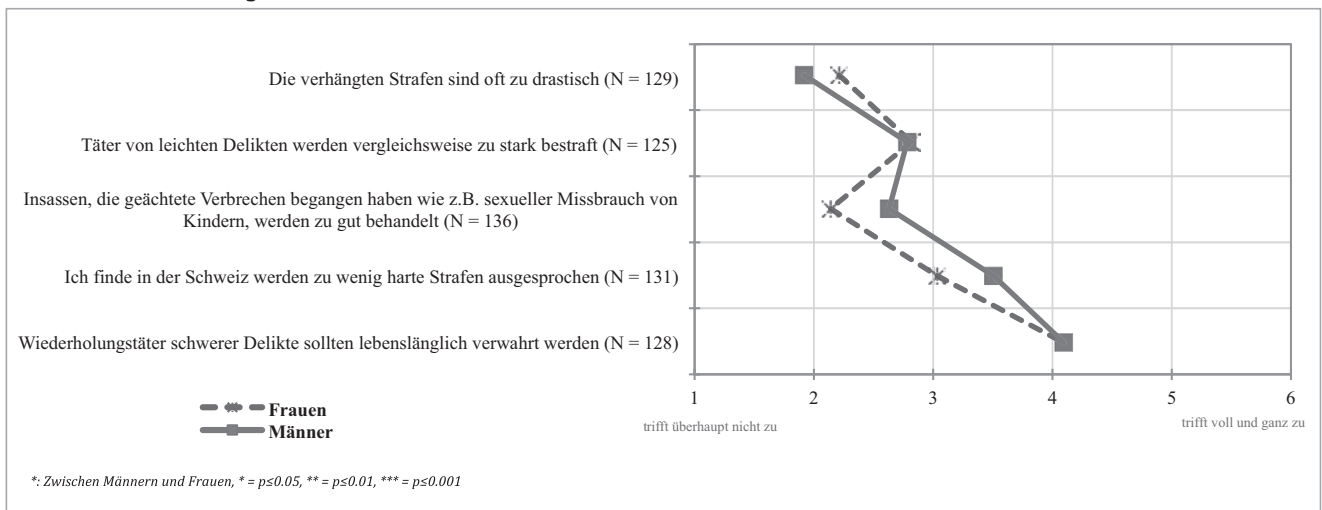 Die verhängten Strafen sind oft zu drastisch (N = 129)
Täter von leichten Delikten werden vergleichsweise zu stark bestraft (N = 125)
Insassen, die geächtete Verbrechen begangen haben wie z.B. sexueller Missbrauch von
Kindern, werden zu gut behandelt (N = 136)
Ich finde in der Schweiz werden zu wenig harte Strafen ausgesprochen (N = 131)
Wiederholungstäter schwerer Delikte sollten lebenslänglich verwahrt werden (N = 128)
1 2 3 4 5 6
trifft überhaupt nicht zu trifft voll und ganz zu
Frauen
Männer
*: Zwischen Männern und Frauen, * = p≤0.05, ** = p≤0.01, *** = p≤0.001